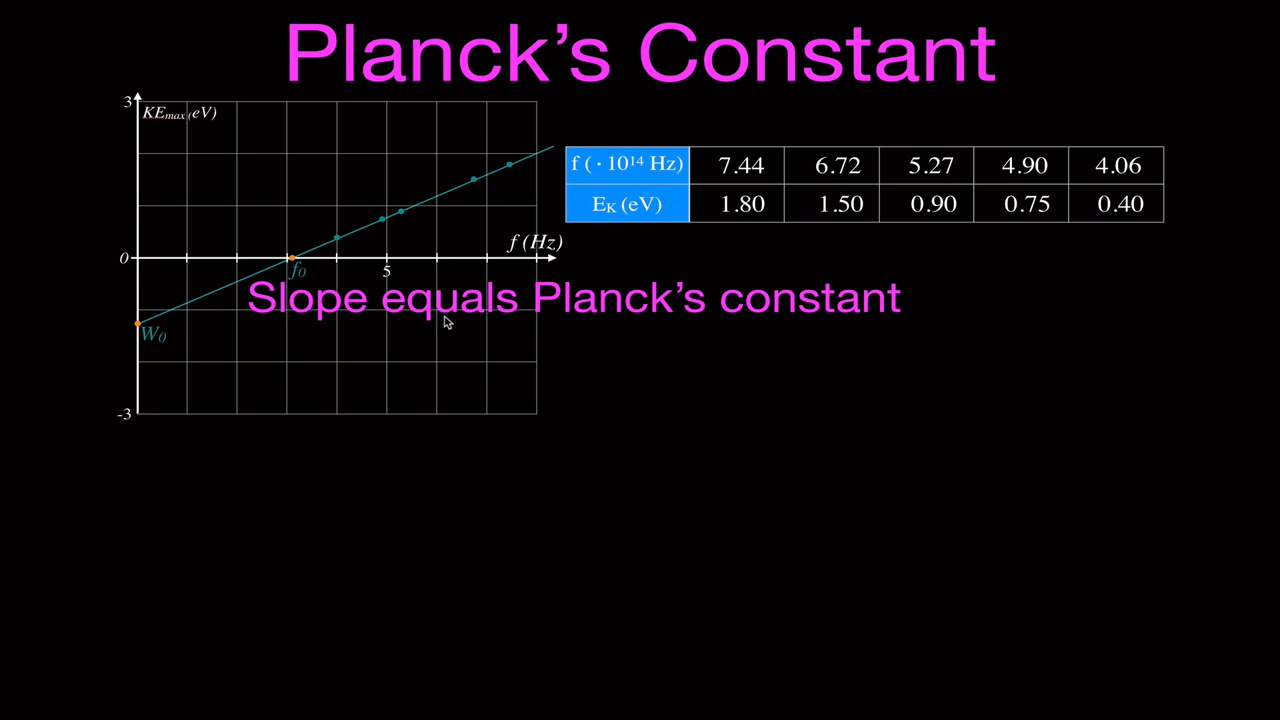 Planck’s Constant
3
KEmax (eV)
f ( · 10¹⁴ Hz) 7.44 6.72 5.27 4.90 4.06
EK (eV) 1.80 1.50 0.90 0.75 0.40
f (Hz)
0
f0
5
Slope equals Planck’s constant
W0
-3